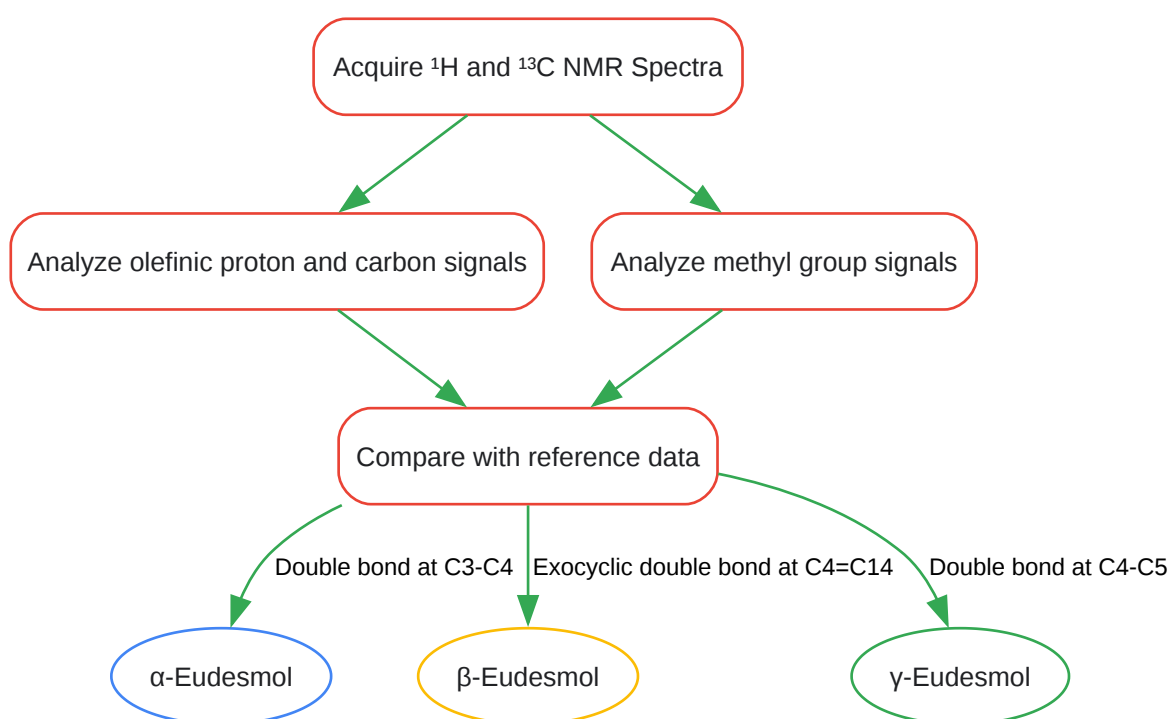 Acquire ¹H and ¹³C NMR Spectra
Analyze olefinic proton and carbon signals
Analyze methyl group signals
Compare with reference data
Double bond at C3-C4
Exocyclic double bond at C4=C14
Double bond at C4-C5
α-Eudesmol
β-Eudesmol
γ-Eudesmol